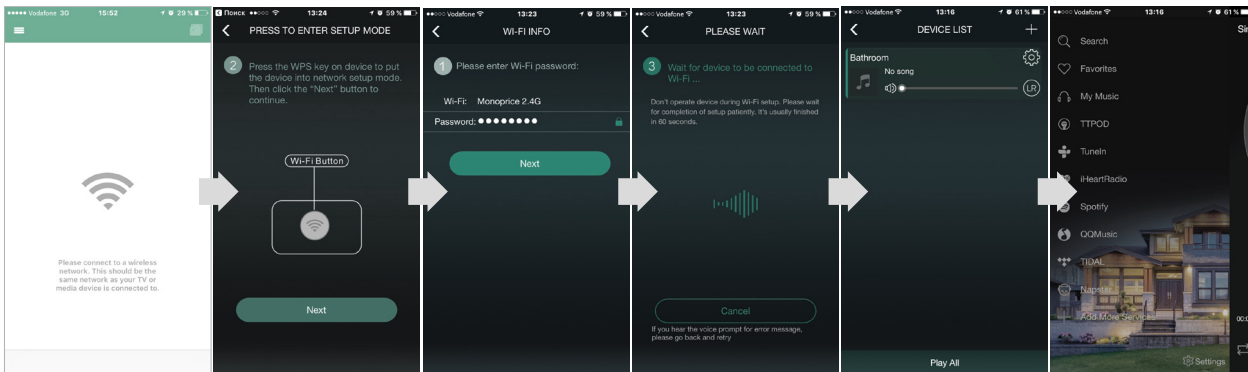 Vodafone 3G 15:52 29 %
Please connect to a wireless
network. This should be the
same network as your TV or
media device is connected to.
Поиск 13:24 59 %
PRESS TO ENTER SETUP MODE
2 Press the WPS key on device to put
the device into network setup mode.
Then click the “Next” button to
continue.
Wi-Fi Button
Next
Vodafone 13:23 59 %
WI-FI INFO
1 Please enter Wi-Fi password:
Wi-Fi: Monoprice 2.4G
Password:
Next
Vodafone 13:23 59 %
PLEASE WAIT
3 Wait for device to be connected to
Wi-Fi ...
Don't operate device during Wi-Fi setup. Please wait
for completion of setup patiently. It's usually finished
in 60 seconds.
Cancel
If you hear the voice prompt for error message,
please go back and retry
Vodafone 13:16 61 %
DEVICE LIST
Bathroom
No song
LR
Play All
Vodafone 13:16 61 %
Search
Favorites
My Music
TTPOD
TuneIn
iHeartRadio
Spotify
QQMusic
TIDAL
Napster
Add More Services
Settings